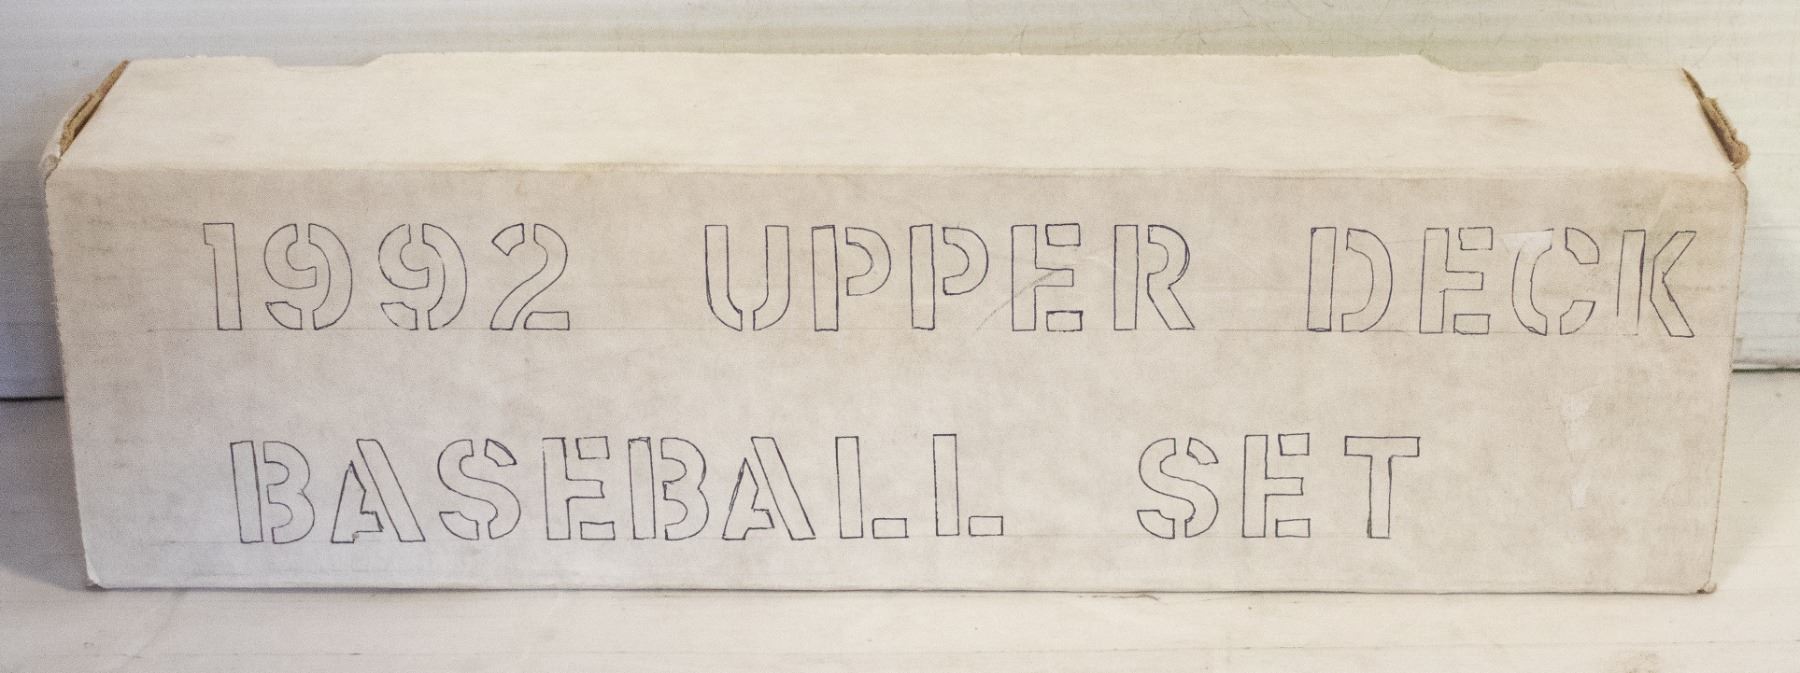 1992 UPPER DECK
BASEBALL SET